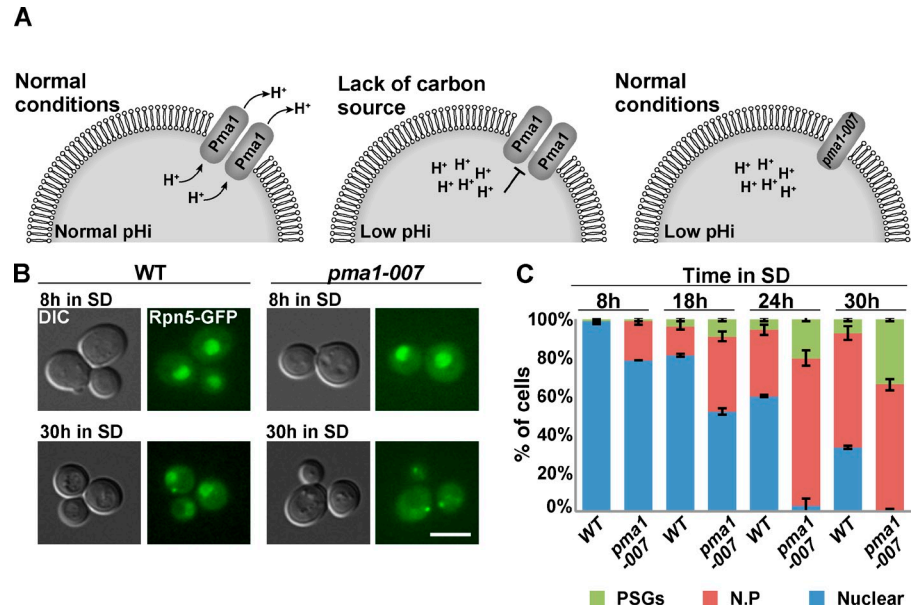 A
Normal conditions
H⁺
H⁺
Pma1
Pma1
H⁺
H⁺
Normal pHi
Lack of carbon source
H⁺ H⁺
H⁺ H⁺
H⁺ H⁺
Pma1
Pma1
Low pHi
Normal conditions
H⁺ H⁺
H⁺ H⁺
H⁺ H⁺
pma1-007
Low pHi
B
WT
pma1-007
8h in SD
8h in SD
DIC
Rpn5-GFP
30h in SD
30h in SD
C
Time in SD
8h 18h 24h 30h
100%
80%
60%
40%
20%
0%
% of cells
WT
pma1-007
WT
pma1-007
WT
pma1-007
WT
pma1-007
PSGs N.P Nuclear